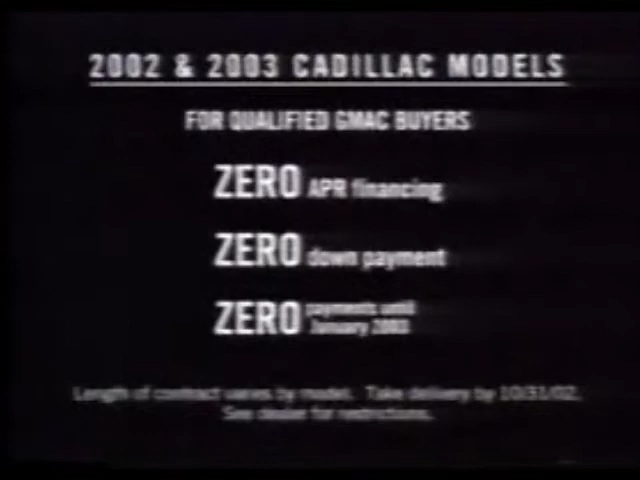 2002 & 2003 CADILLAC MODELS
FOR QUALIFIED GMAC BUYERS
ZERO APR financing
ZERO down payment
ZERO payments until
January 2003
Length of contract varies by model. Take delivery by 10/31/02.
See dealer for restrictions.